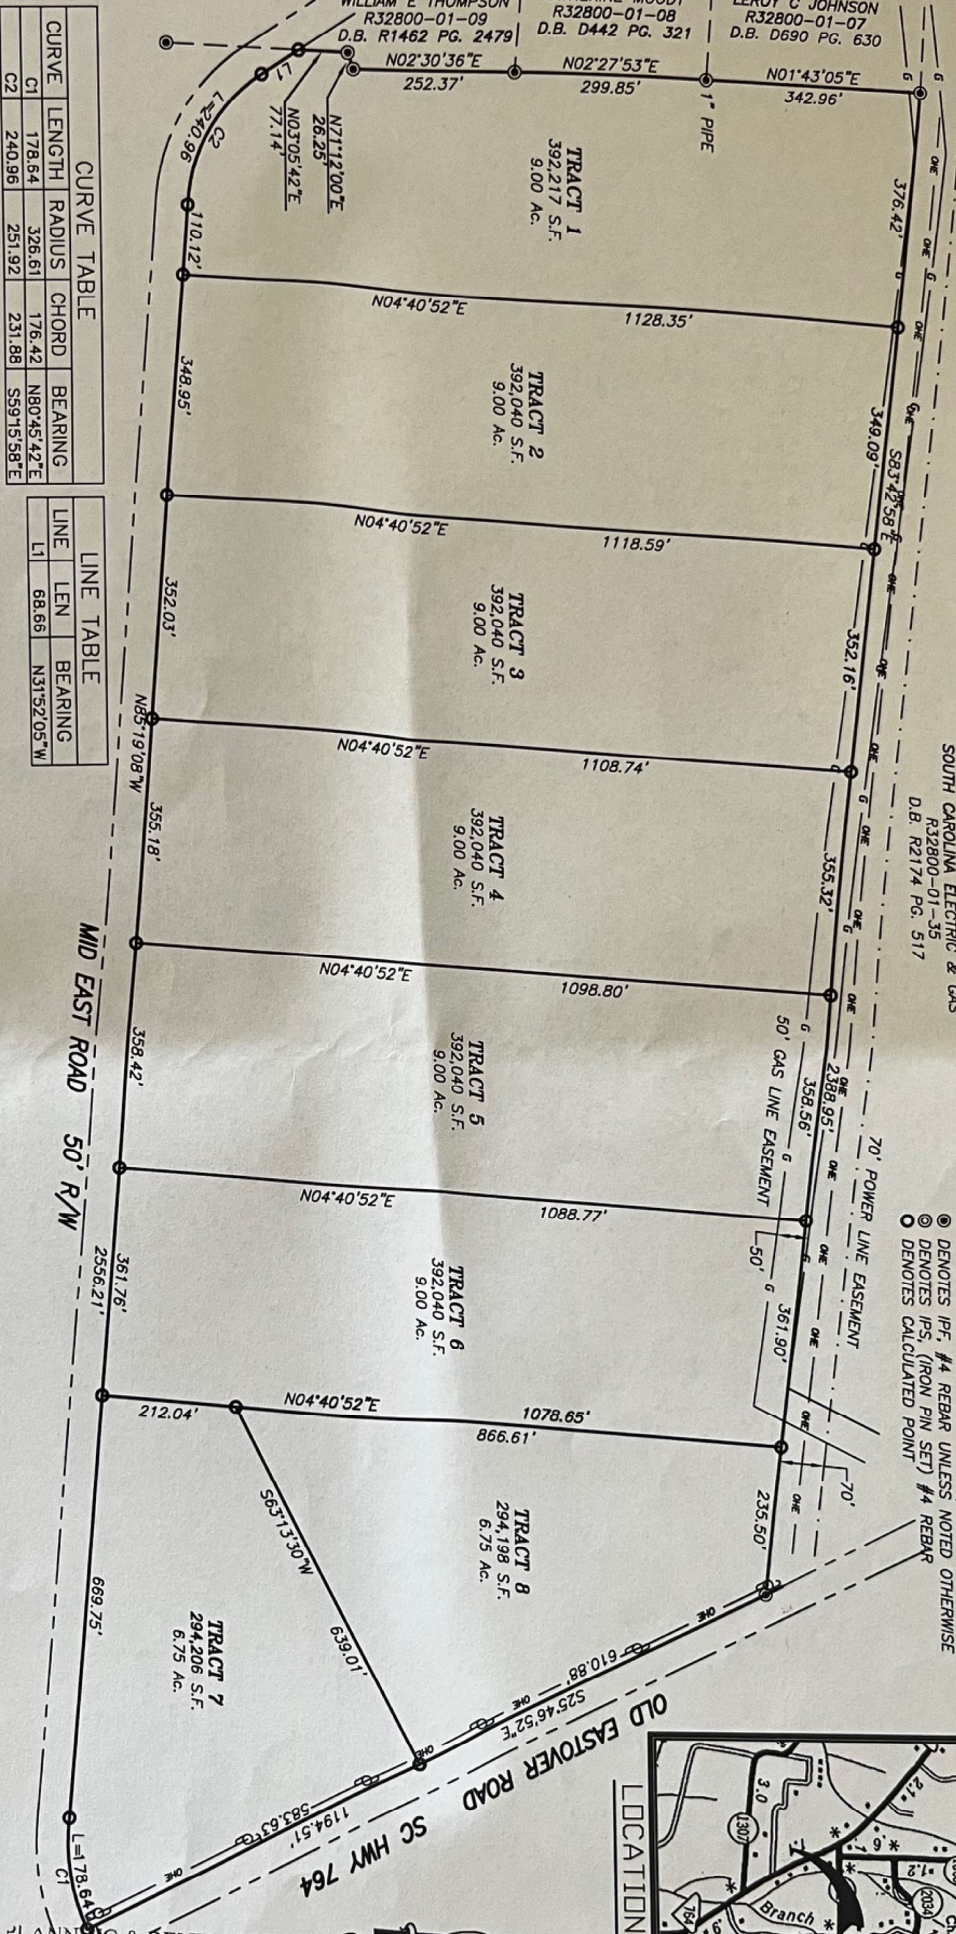 WILLIAM E THOMPSON
R32800-01-09
D.B. R1462 PG. 2479
MOODY
R32800-01-08
D.B. D442 PG. 321
LEROY C JOHNSON
R32800-01-07
D.B. D690 PG. 630
N02°30'36"E
252.37'
N02°27'53"E
299.85'
N01°43'05"E
342.96'
1" PIPE
N71°12'00"E
26.25'
N03°05'42"E
77.14'
L1
C2
L=240.96
110.12'
TRACT 1
392,217 S.F.
9.00 Ac.
376.42'
N04°40'52"E
1128.35'
348.95'
TRACT 2
392,040 S.F.
9.00 Ac.
349.09'
S83°42'58"E
N04°40'52"E
1118.59'
352.03'
TRACT 3
392,040 S.F.
9.00 Ac.
352.16'
N04°40'52"E
1108.74'
N85°19'08"W
355.18'
TRACT 4
392,040 S.F.
9.00 Ac.
355.32'
N04°40'52"E
1098.80'
358.42'
TRACT 5
392,040 S.F.
9.00 Ac.
358.56'
2388.95'
N04°40'52"E
1088.77'
361.76'
2556.21'
TRACT 6
392,040 S.F.
9.00 Ac.
361.90'
N04°40'52"E
1078.65'
212.04'
866.61'
TRACT 8
294,198 S.F.
6.75 Ac.
235.50'
S63°13'30"W
639.01'
TRACT 7
294,206 S.F.
6.75 Ac.
669.75'
L=178.64
C1
610.88'
S25°46'52"E
583.63'
1194.51'
OLD EASTOVER ROAD
SC HWY 764
MID EAST ROAD 50' R/W
50' GAS LINE EASEMENT
50'
70' POWER LINE EASEMENT
70'
SOUTH CAROLINA ELECTRIC & GAS
R32800-01-35
D.B. R2174 PG. 517
DENOTES IPF, #4 REBAR UNLESS NOTED OTHERWISE
DENOTES IPS, (IRON PIN SET) #4 REBAR
DENOTES CALCULATED POINT
CURVE TABLE
CURVE LENGTH RADIUS CHORD BEARING
C1 178.64 326.61 176.42 N80°45'42"E
C2 240.96 251.92 231.88 S59°15'58"E
LINE TABLE
LINE LEN BEARING
L1 68.66 N31°52'05"W
LOCATION
3.0
1307
2.1
1.2
2034
764
Branch